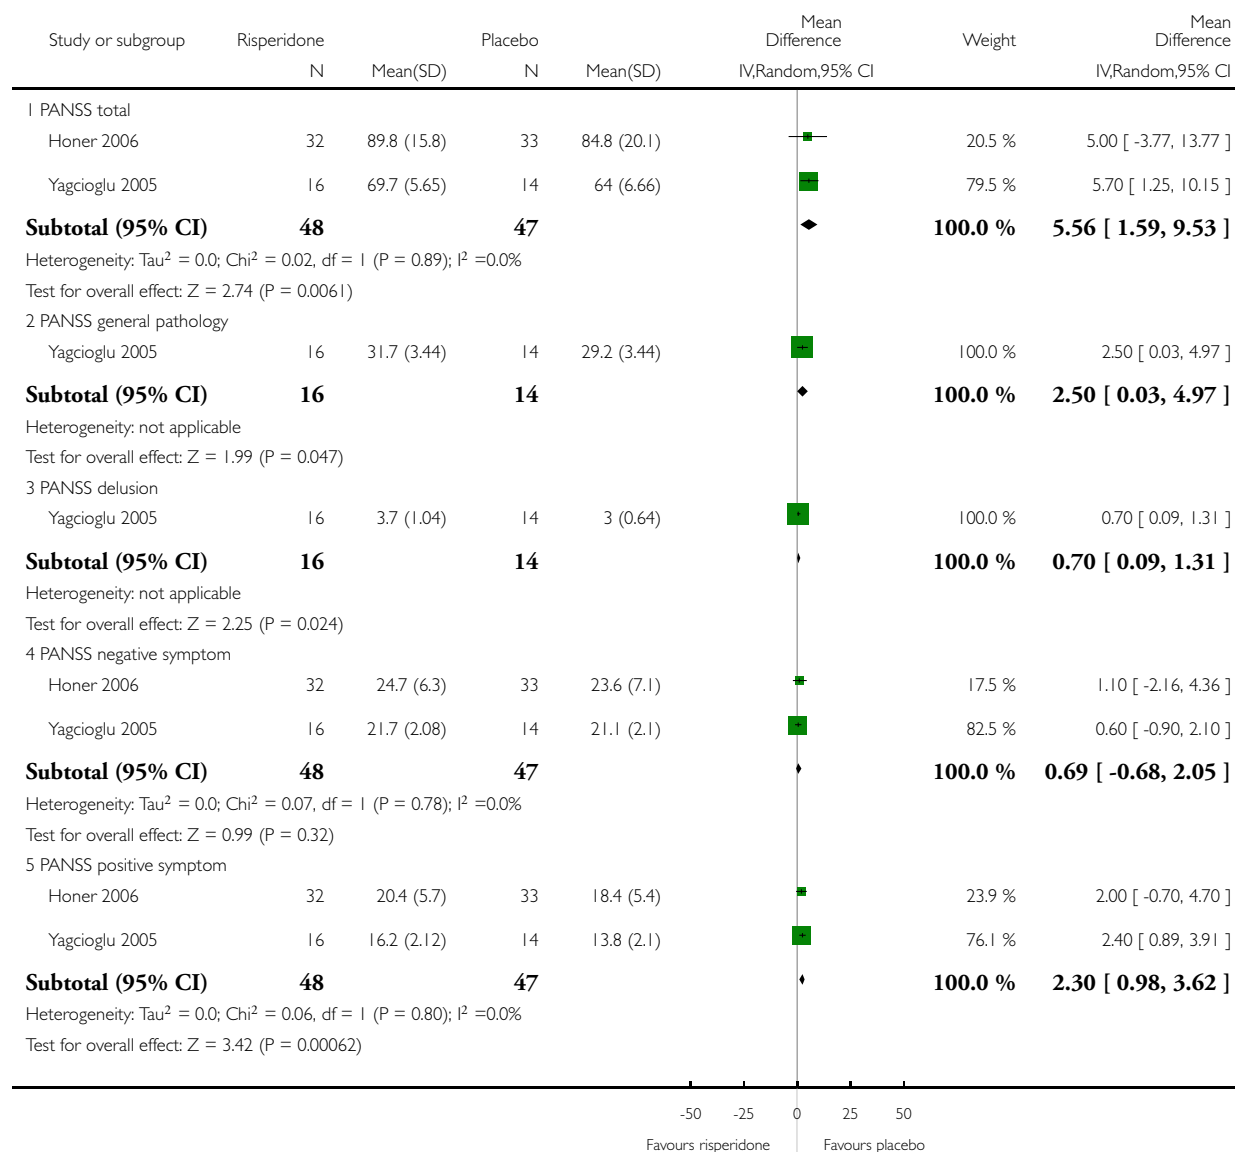 Study or subgroup Risperidone Placebo Mean Difference Weight Mean Difference
N Mean(SD) N Mean(SD) IV,Random,95% CI IV,Random,95% CI
1 PANSS total
Honer 2006 32 89.8 (15.8) 33 84.8 (20.1) 20.5 % 5.00 [ -3.77, 13.77 ]
Yagcioglu 2005 16 69.7 (5.65) 14 64 (6.66) 79.5 % 5.70 [ 1.25, 10.15 ]
Subtotal (95% CI) 48 47 100.0 % 5.56 [ 1.59, 9.53 ]
Heterogeneity: Tau² = 0.0; Chi² = 0.02, df = 1 (P = 0.89); I² =0.0%
Test for overall effect: Z = 2.74 (P = 0.0061)
2 PANSS general pathology
Yagcioglu 2005 16 31.7 (3.44) 14 29.2 (3.44) 100.0 % 2.50 [ 0.03, 4.97 ]
Subtotal (95% CI) 16 14 100.0 % 2.50 [ 0.03, 4.97 ]
Heterogeneity: not applicable
Test for overall effect: Z = 1.99 (P = 0.047)
3 PANSS delusion
Yagcioglu 2005 16 3.7 (1.04) 14 3 (0.64) 100.0 % 0.70 [ 0.09, 1.31 ]
Subtotal (95% CI) 16 14 100.0 % 0.70 [ 0.09, 1.31 ]
Heterogeneity: not applicable
Test for overall effect: Z = 2.25 (P = 0.024)
4 PANSS negative symptom
Honer 2006 32 24.7 (6.3) 33 23.6 (7.1) 17.5 % 1.10 [ -2.16, 4.36 ]
Yagcioglu 2005 16 21.7 (2.08) 14 21.1 (2.1) 82.5 % 0.60 [ -0.90, 2.10 ]
Subtotal (95% CI) 48 47 100.0 % 0.69 [ -0.68, 2.05 ]
Heterogeneity: Tau² = 0.0; Chi² = 0.07, df = 1 (P = 0.78); I² =0.0%
Test for overall effect: Z = 0.99 (P = 0.32)
5 PANSS positive symptom
Honer 2006 32 20.4 (5.7) 33 18.4 (5.4) 23.9 % 2.00 [ -0.70, 4.70 ]
Yagcioglu 2005 16 16.2 (2.12) 14 13.8 (2.1) 76.1 % 2.40 [ 0.89, 3.91 ]
Subtotal (95% CI) 48 47 100.0 % 2.30 [ 0.98, 3.62 ]
Heterogeneity: Tau² = 0.0; Chi² = 0.06, df = 1 (P = 0.80); I² =0.0%
Test for overall effect: Z = 3.42 (P = 0.00062)
-50 -25 0 25 50
Favours risperidone Favours placebo